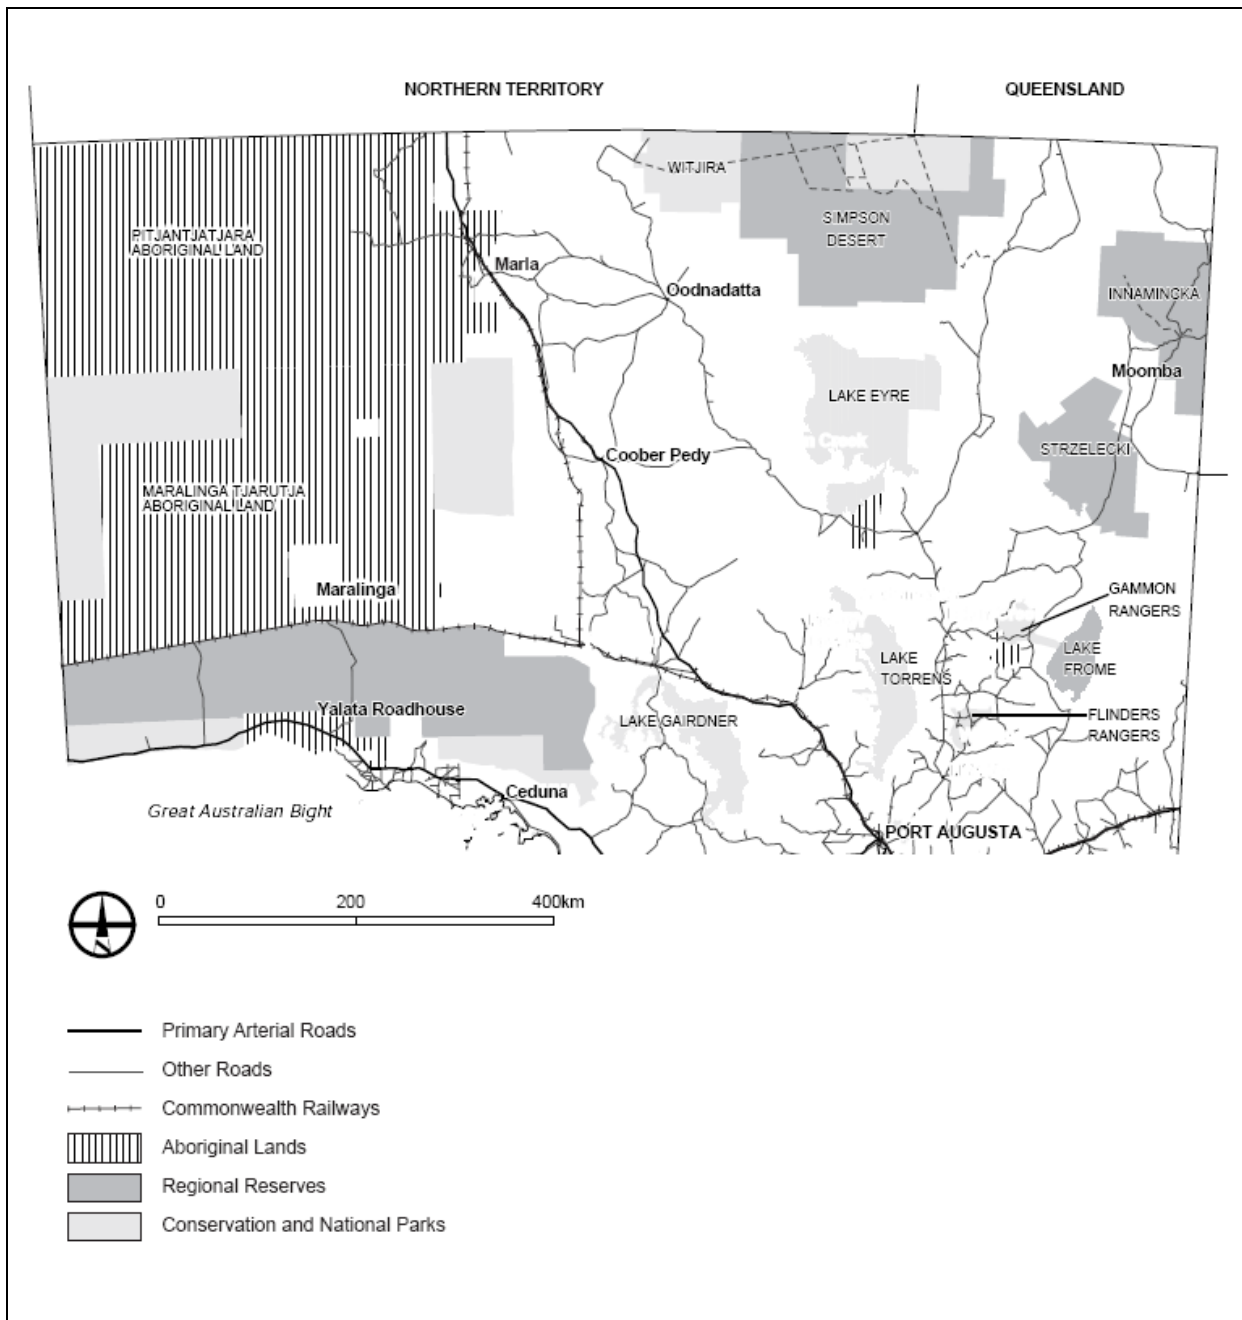 NORTHERN TERRITORY
QUEENSLAND
WITJIRA
PITJANTJATJARA
ABORIGINAL LAND
SIMPSON
DESERT
Marla
Oodnadatta
INNAMINCKA
Moomba
LAKE EYRE
Creek
STRZELECKI
Coober Pedy
MARALINGA TJARUTJA
ABORIGINAL LAND
Maralinga
GAMMON
RANGERS
LAKE
TORRENS
LAKE
FROME
Yalata Roadhouse
LAKE GAIRDNER
FLINDERS
RANGERS
Ceduna
Great Australian Bight
PORT AUGUSTA
0 200 400km
N
Primary Arterial Roads
Other Roads
Commonwealth Railways
Aboriginal Lands
Regional Reserves
Conservation and National Parks